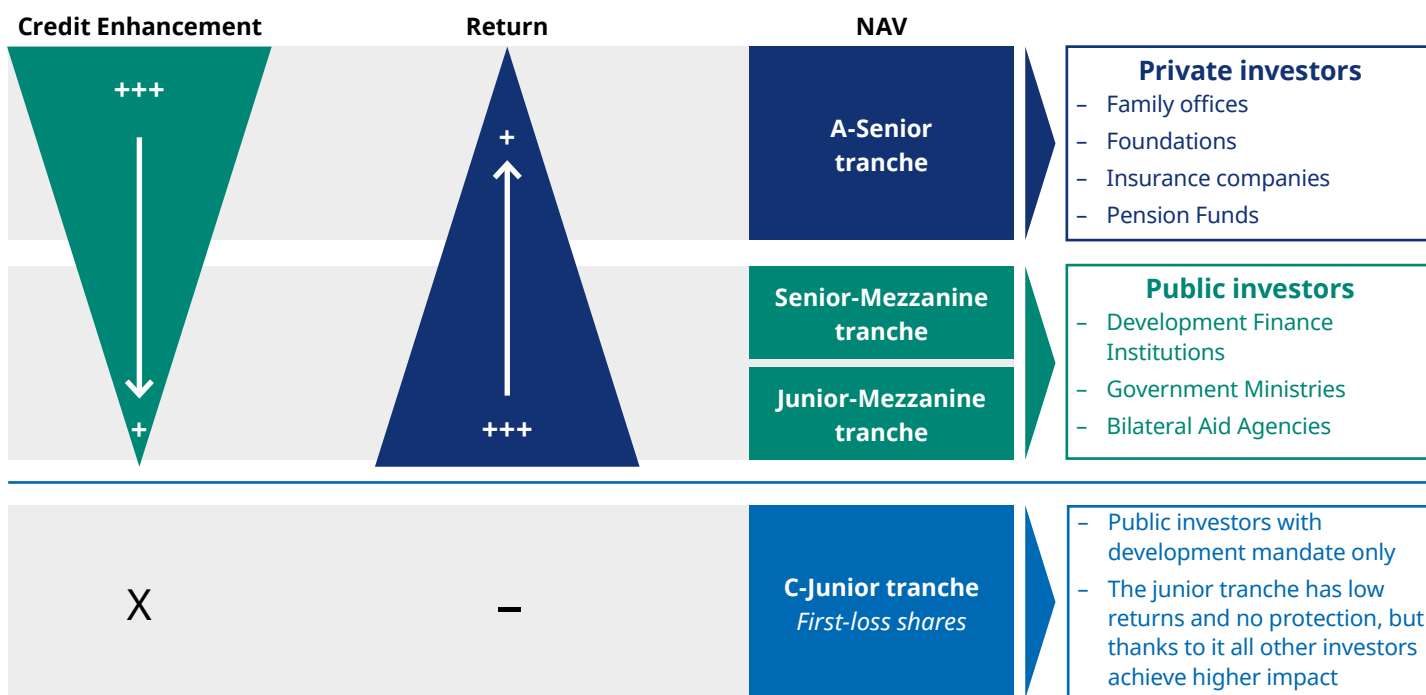 Credit Enhancement
Return
NAV
+++
+
+
+++
A-Senior
tranche
Private investors
– Family offices
– Foundations
– Insurance companies
– Pension Funds
Senior-Mezzanine
tranche
Junior-Mezzanine
tranche
Public investors
– Development Finance
Institutions
– Government Ministries
– Bilateral Aid Agencies
X
–
C-Junior tranche
First-loss shares
– Public investors with
development mandate only
– The junior tranche has low
returns and no protection, but
thanks to it all other investors
achieve higher impact